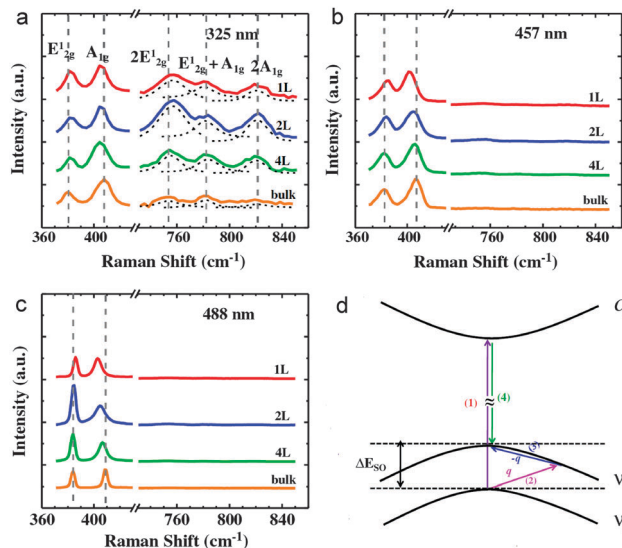 a
325 nm
E¹2g
A1g
2E¹2g
E¹2g + A1g
2A1g
1L
2L
4L
bulk
Intensity (a.u.)
360 400 760 800 840
Raman Shift (cm-1)
b
457 nm
1L
2L
4L
bulk
Intensity (a.u.)
360 400 760 800 840
Raman Shift (cm-1)
c
488 nm
1L
2L
4L
bulk
Intensity (a.u.)
360 400 760 800 840
Raman Shift (cm-1)
d
(1)
≈
(4)
ΔESO
-q
q
(2)